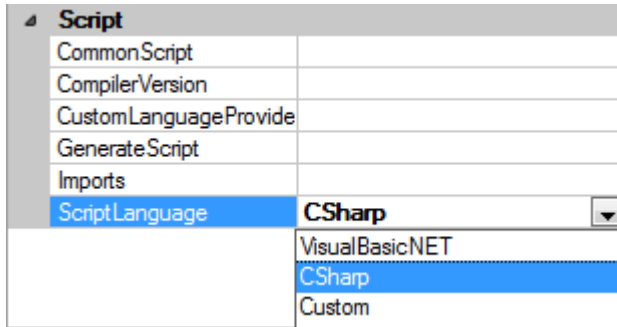 Script
CommonScript
CompilerVersion
CustomLanguageProvide
GenerateScript
Imports
ScriptLanguage CSharp
VisualBasicNET
CSharp
Custom